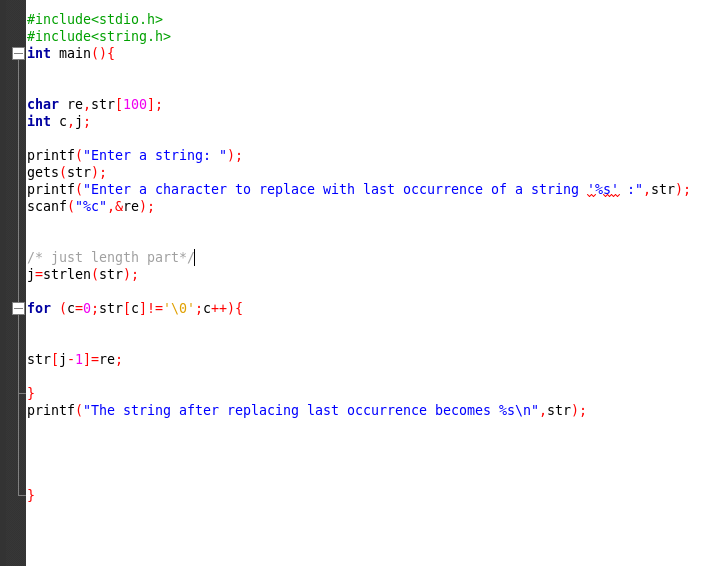 #include<stdio.h>
#include<string.h>
int main(){
char re,str[100];
int c,j;
printf("Enter a string: ");
gets(str);
printf("Enter a character to replace with last occurrence of a string '%s' :",str);
scanf("%c",&re);
/* just length part*/
j=strlen(str);
for (c=0;str[c]!='\0';c++){
str[j-1]=re;
}
printf("The string after replacing last occurrence becomes %s\n",str);
}